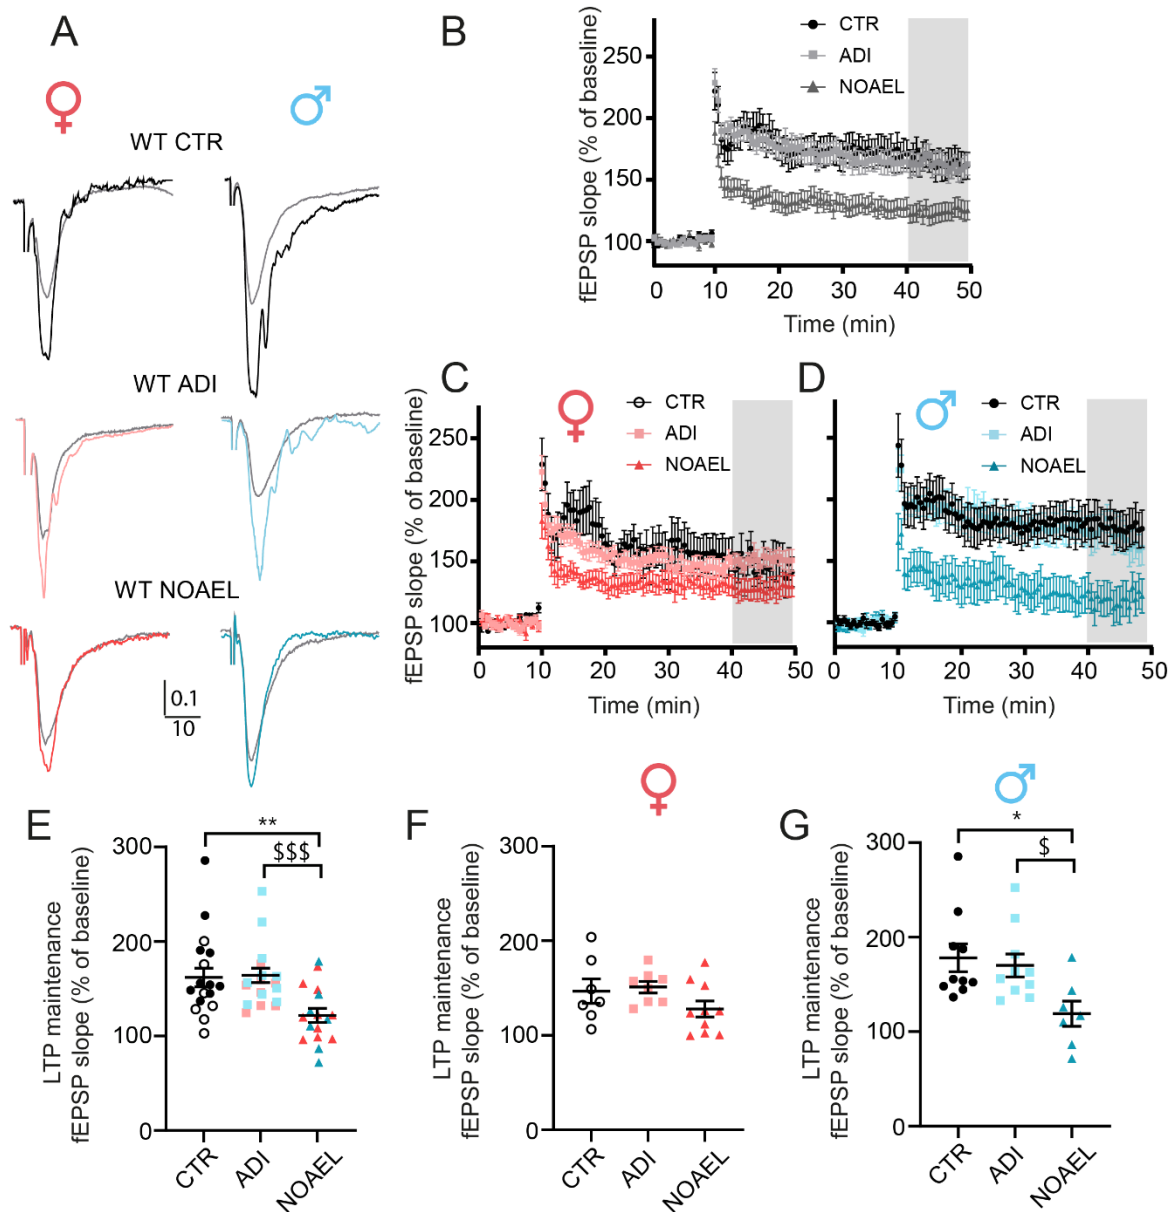 A
WT CTR
WT ADI
WT NOAEL
0.1
10
B
fEPSP slope (% of baseline)
250
200
150
100
0
10
20
30
40
50
Time (min)
CTR
ADI
NOAEL
C
fEPSP slope (% of baseline)
250
200
150
100
0
10
20
30
40
50
Time (min)
CTR
ADI
NOAEL
D
250
200
150
100
0
10
20
30
40
50
Time (min)
CTR
ADI
NOAEL
E
LTP maintenance
fEPSP slope (% of baseline)
300
200
100
0
**
$$$
CTR
ADI
NOAEL
F
LTP maintenance
fEPSP slope (% of baseline)
300
200
100
0
CTR
ADI
NOAEL
G
LTP maintenance
fEPSP slope (% of baseline)
300
200
100
0
*
$
CTR
ADI
NOAEL